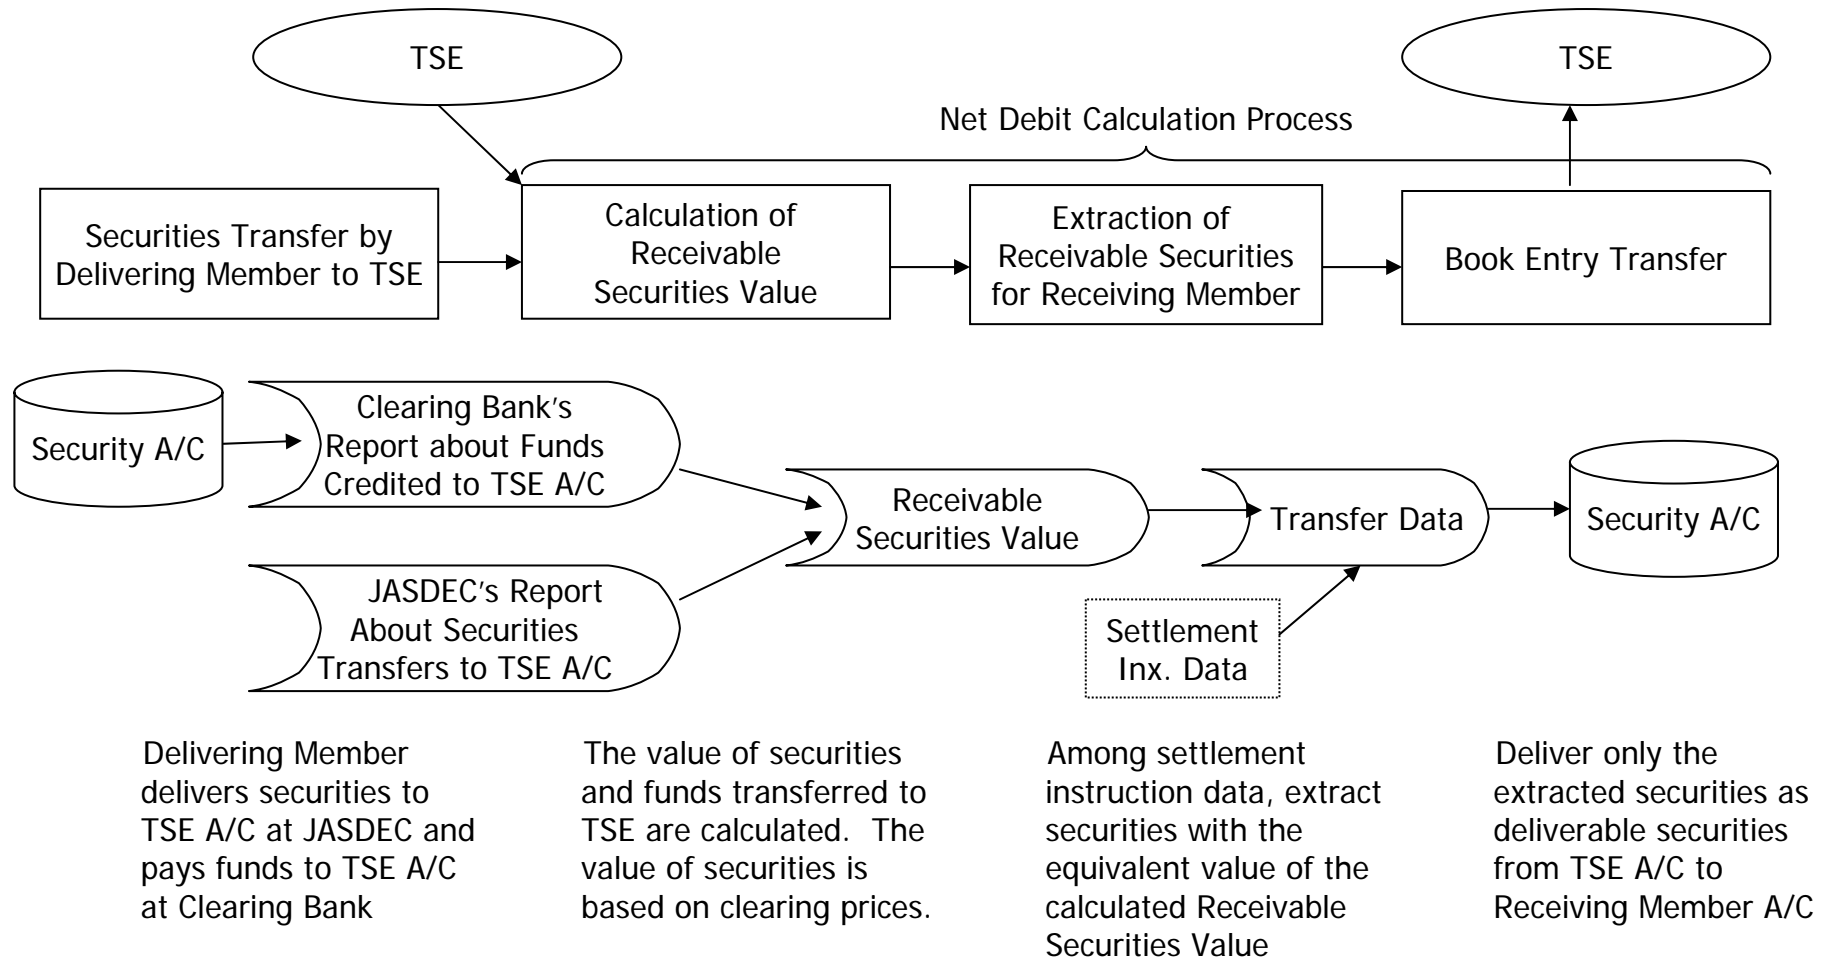 TSE
TSE
Net Debit Calculation Process
Securities Transfer by
Delivering Member to TSE
Calculation of
Receivable
Securities Value
Extraction of
Receivable Securities
for Receiving Member
Book Entry Transfer
Security A/C
Clearing Bank's
Report about Funds
Credited to TSE A/C
JASDEC's Report
About Securities
Transfers to TSE A/C
Receivable
Securities Value
Transfer Data
Settlement
Inx. Data
Security A/C
Delivering Member
delivers securities to
TSE A/C at JASDEC and
pays funds to TSE A/C
at Clearing Bank
The value of securities
and funds transferred to
TSE are calculated. The
value of securities is
based on clearing prices.
Among settlement
instruction data, extract
securities with the
equivalent value of the
calculated Receivable
Securities Value
Deliver only the
extracted securities as
deliverable securities
from TSE A/C to
Receiving Member A/C